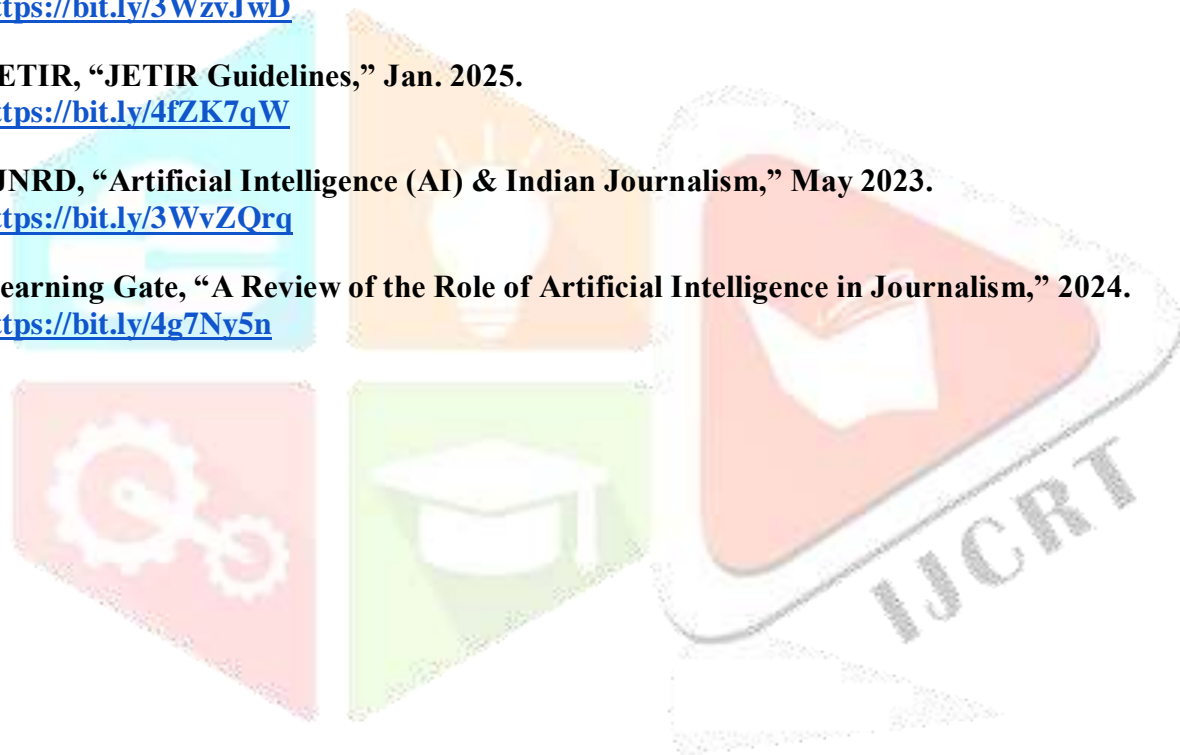 ttps://bit.ly/3WzvJwD
ETIR, “JETIR Guidelines,” Jan. 2025.
ttps://bit.ly/4fZK7qW
JNRD, “Artificial Intelligence (AI) & Indian Journalism,” May 2023.
ttps://bit.ly/3WvZQrq
earning Gate, “A Review of the Role of Artificial Intelligence in Journalism,” 2024.
ttps://bit.ly/4g7Ny5n
IJCRT